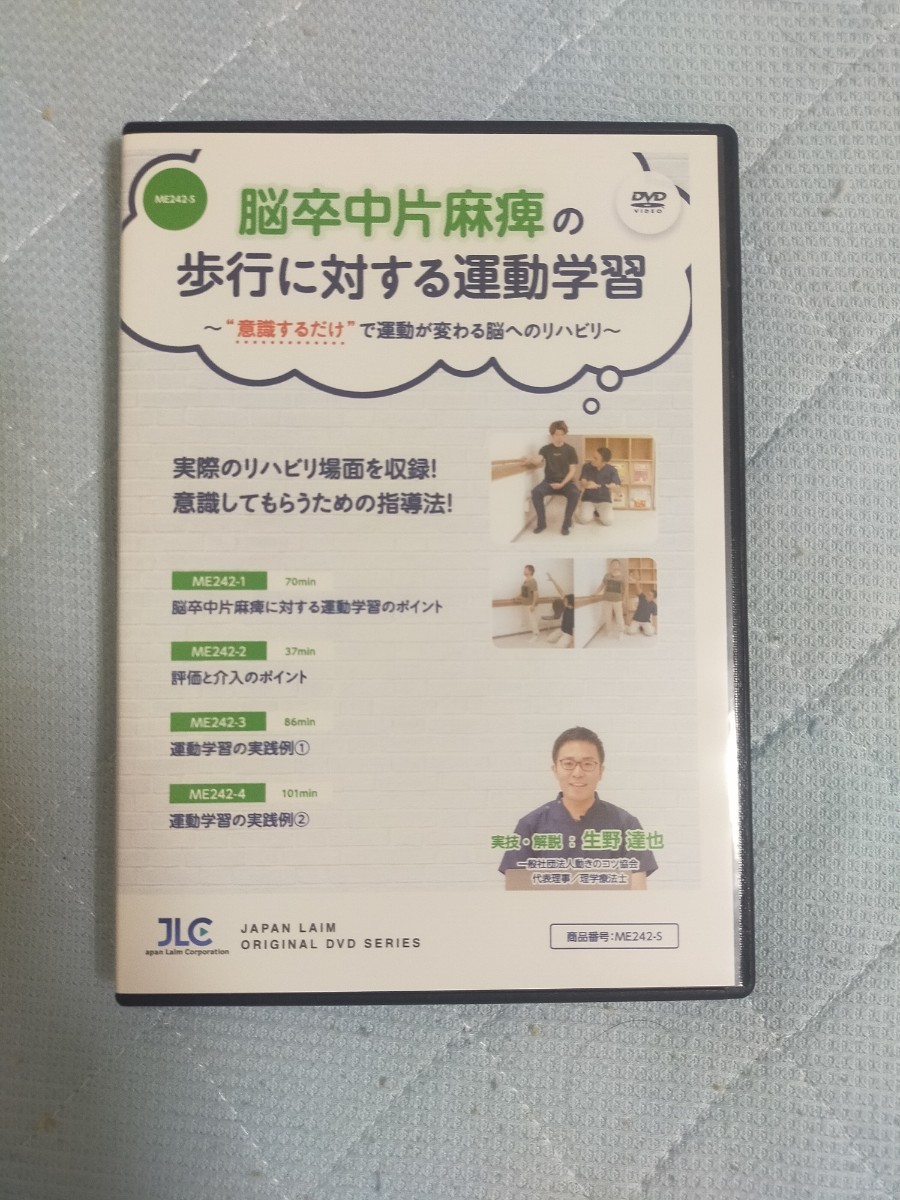 ME242-S
DVD
VIDEO
脳卒中片麻痺の
歩行に対する運動学習
～“意識するだけ”で運動が変わる脳へのリハビリ～
実際のリハビリ場面を収録!
意識してもらうための指導法!
ME242-1 70min
脳卒中片麻痺に対する運動学習のポイント
ME242-2 37min
評価と介入のポイント
ME242-3 86min
運動学習の実践例①
ME242-4 101min
運動学習の実践例②
実技・解説：生野 達也
一般社団法人動きのコツ協会
代表理事／理学療法士
JLC
apan Laim Corporation
JAPAN LAIM
ORIGINAL DVD SERIES
商品番号：ME242-S